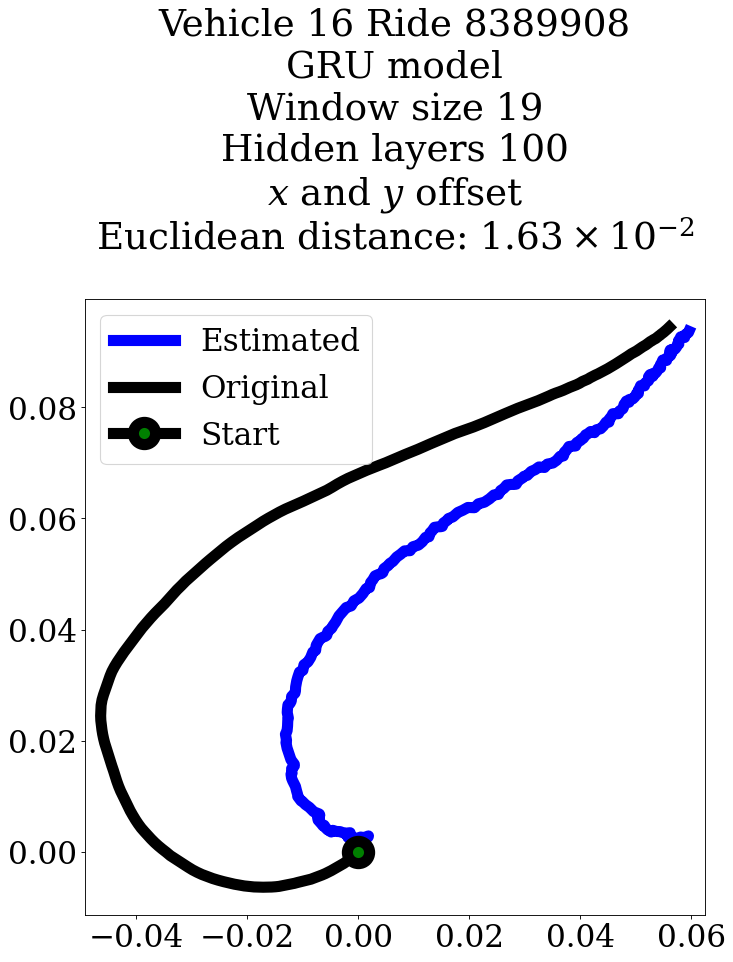 Vehicle 16 Ride 8389908
GRU model
Window size 19
Hidden layers 100
x and y offset
Euclidean distance: 1.63 × 10⁻²
Estimated
Original
Start
0.08
0.06
0.04
0.02
0.00
−0.04 −0.02 0.00 0.02 0.04 0.06